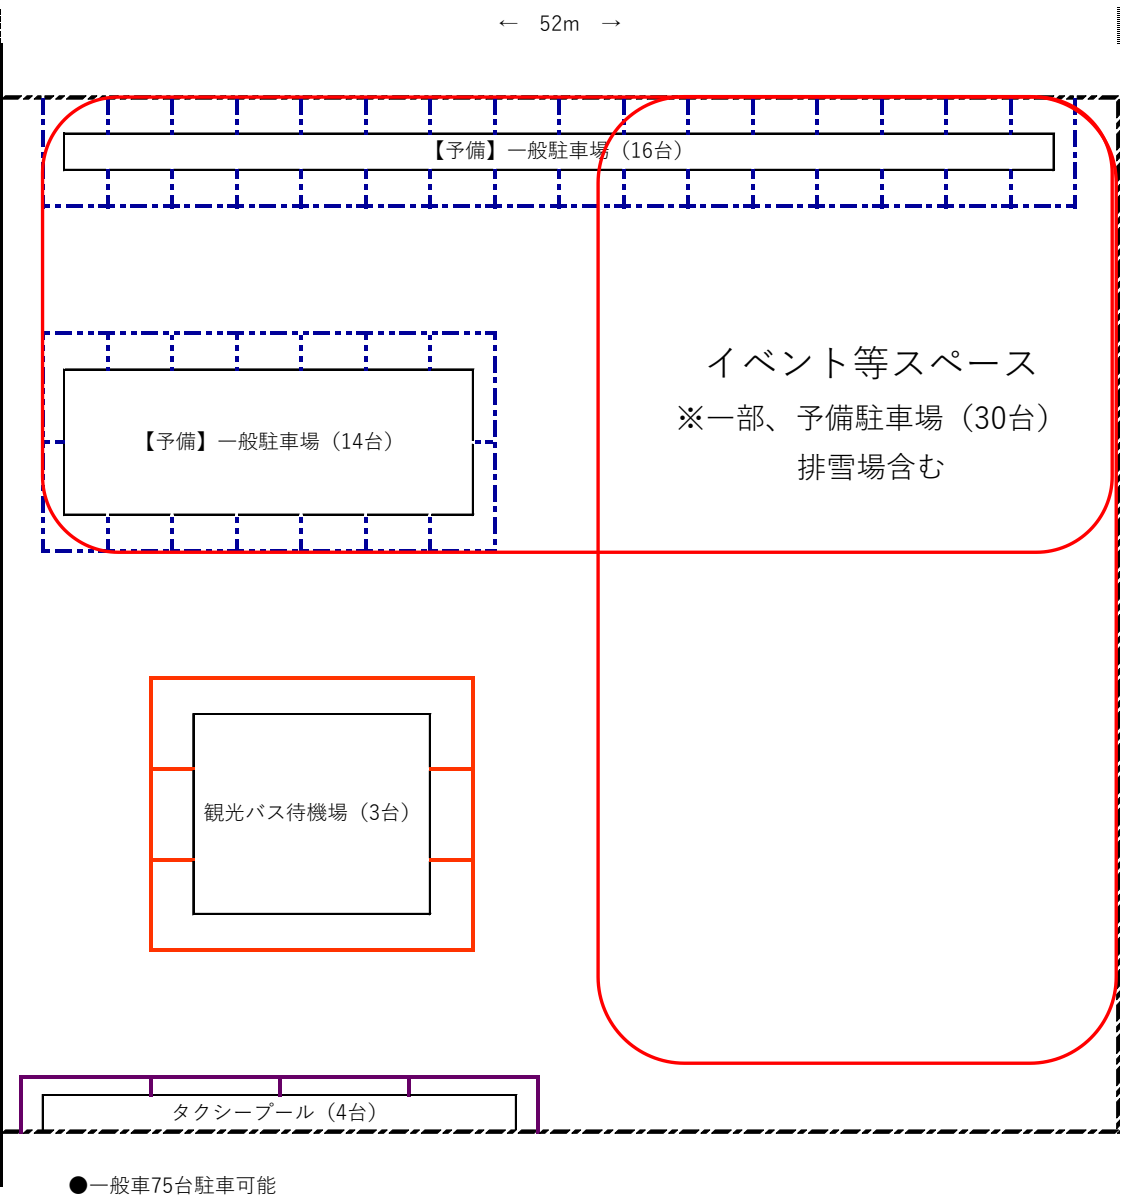 ← 52m →
【予備】一般駐車場（16台）
イベント等スペース
※一部、予備駐車場（30台）
排雪場含む
【予備】一般駐車場（14台）
観光バス待機場（3台）
タクシープール（4台）
●一般車75台駐車可能